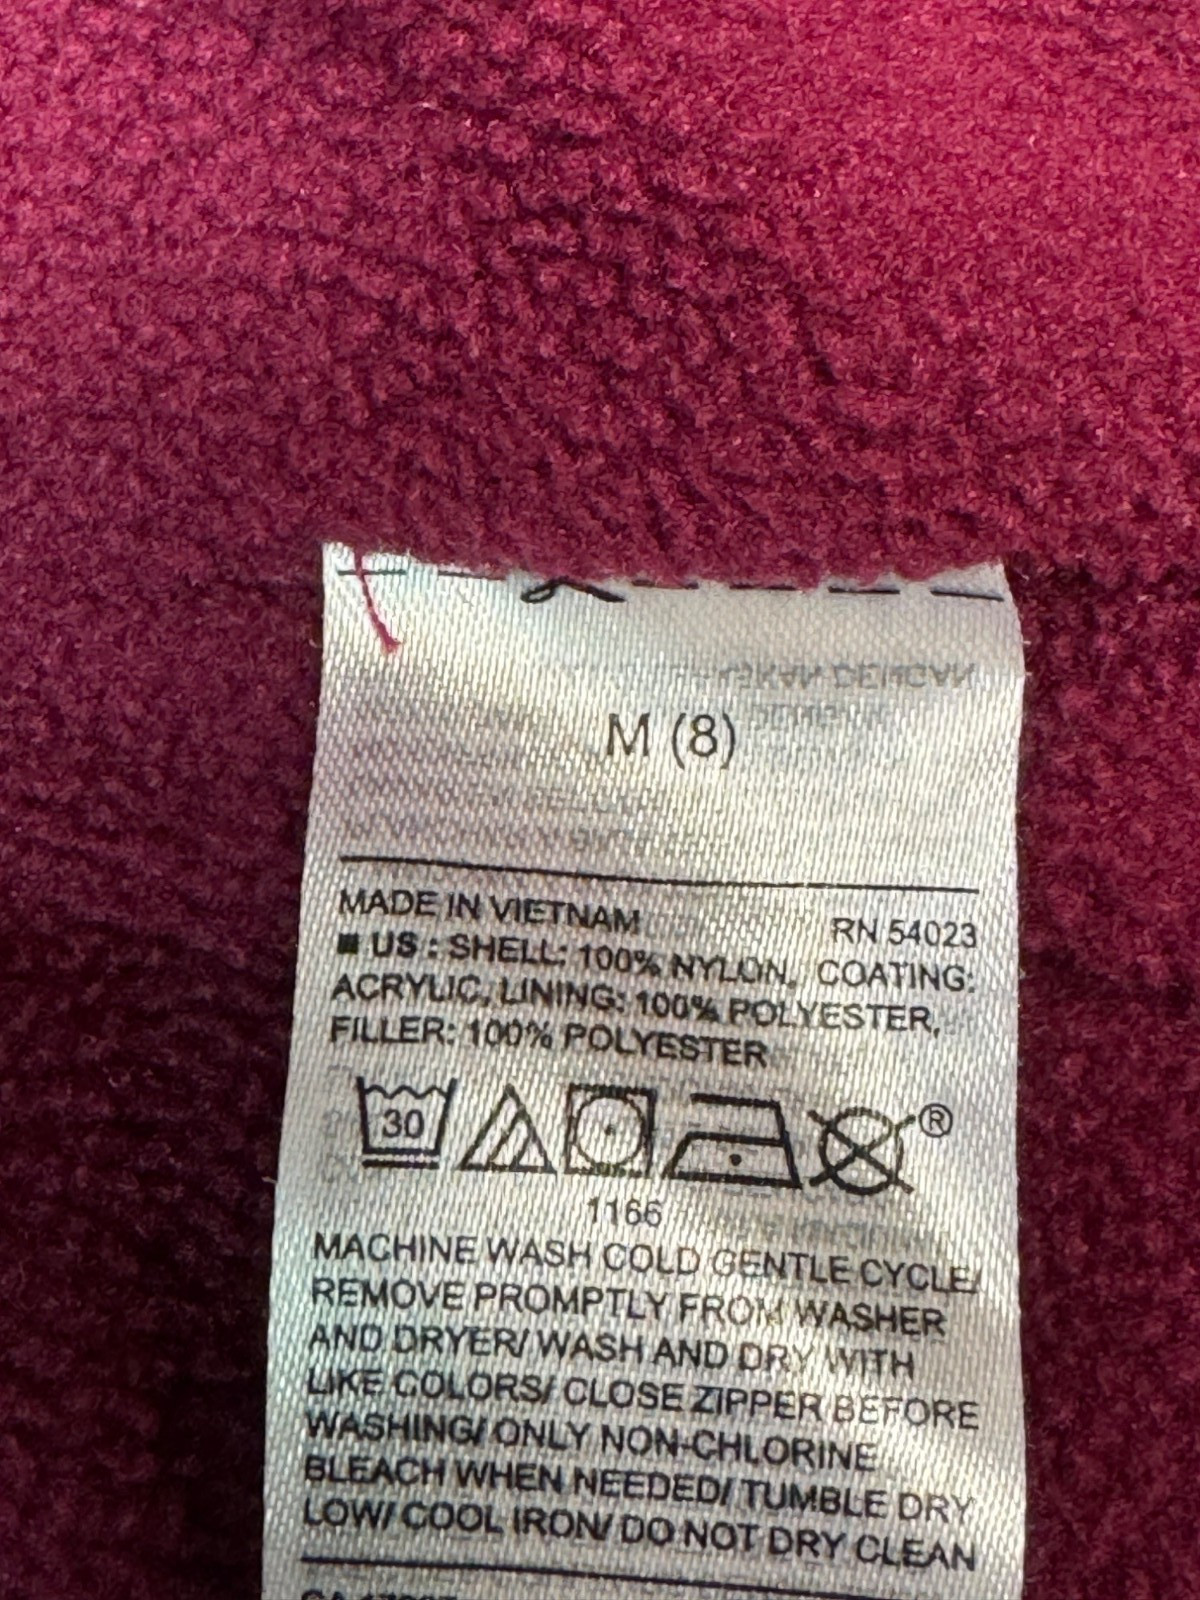 M (8)
MADE IN VIETNAM RN 54023
■ US : SHELL: 100% NYLON, COATING:
ACRYLIC, LINING: 100% POLYESTER,
FILLER: 100% POLYESTER
30 ®
1166
MACHINE WASH COLD GENTLE CYCLE/
REMOVE PROMPTLY FROM WASHER
AND DRYER/ WASH AND DRY WITH
LIKE COLORS/ CLOSE ZIPPER BEFORE
WASHING/ ONLY NON-CHLORINE
BLEACH WHEN NEEDED/ TUMBLE DRY
LOW/ COOL IRON/ DO NOT DRY CLEAN